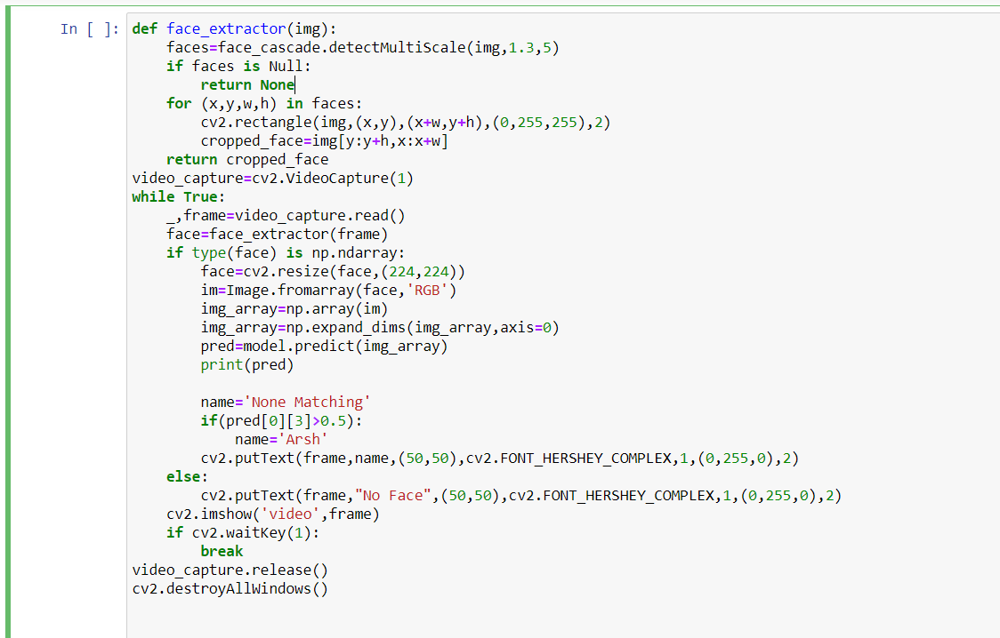 In [ ]: def face_extractor(img):
    faces=face_cascade.detectMultiScale(img,1.3,5)
    if faces is Null:
        return None
    for (x,y,w,h) in faces:
        cv2.rectangle(img,(x,y),(x+w,y+h),(0,255,255),2)
        cropped_face=img[y:y+h,x:x+w]
    return cropped_face
video_capture=cv2.VideoCapture(1)
while True:
    _,frame=video_capture.read()
    face=face_extractor(frame)
    if type(face) is np.ndarray:
        face=cv2.resize(face,(224,224))
        im=Image.fromarray(face,'RGB')
        img_array=np.array(im)
        img_array=np.expand_dims(img_array,axis=0)
        pred=model.predict(img_array)
        print(pred)

        name='None Matching'
        if(pred[0][3]>0.5):
            name='Arsh'
        cv2.putText(frame,name,(50,50),cv2.FONT_HERSHEY_COMPLEX,1,(0,255,0),2)
    else:
        cv2.putText(frame,"No Face",(50,50),cv2.FONT_HERSHEY_COMPLEX,1,(0,255,0),2)
    cv2.imshow('video',frame)
    if cv2.waitKey(1):
        break
video_capture.release()
cv2.destroyAllWindows()